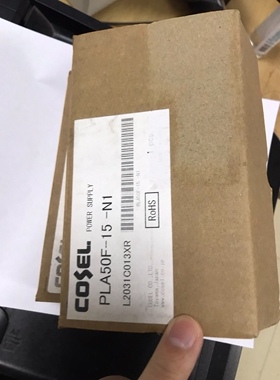 COSEL
POWER SUPPLY
PLA50F-15 -N1
L2031C013XR
RoHS